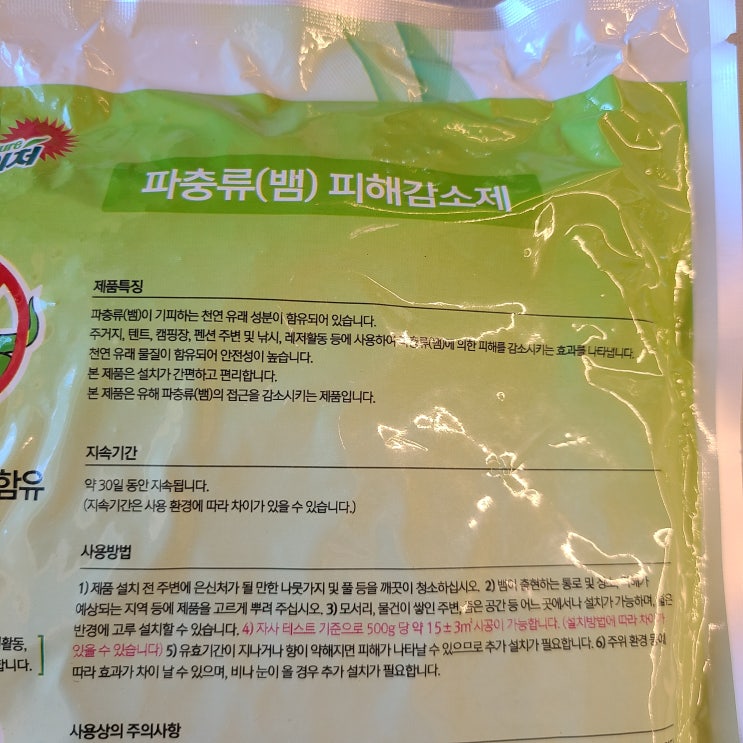 ure
이저
파충류(뱀) 피해감소제
제품특징
파충류(뱀)이 기피하는 천연 유래 성분이 함유되어 있습니다.
주거지, 텐트, 캠핑장, 펜션 주변 및 낚시, 레저활동 등에 사용하여 파충류(뱀)에 의한 피해를 감소시키는 효과를 나타냅니다.
천연 유래 물질이 함유되어 안전성이 높습니다.
본 제품은 설치가 간편하고 편리합니다.
본 제품은 유해 파충류(뱀)의 접근을 감소시키는 제품입니다.
함유
지속기간
약 30일 동안 지속됩니다.
(지속기간은 사용 환경에 따라 차이가 있을 수 있습니다.)
사용방법
1) 제품 설치 전 주변에 은신처가 될 만한 나뭇가지 및 풀 등을 깨끗이 청소하십시오. 2) 뱀이 출현하는 통로 및 장소, 피해가
예상되는 지역 등에 제품을 고르게 뿌려 주십시오. 3) 모서리, 물건이 쌓인 주변, 좁은 공간 등 어느 곳에서나 설치가 가능하며, 넓은
반경에 고루 설치할 수 있습니다. 4) 자사 테스트 기준으로 500g 당 약 15±3㎡ 시공이 가능합니다. (설치방법에 따라 차이가
있을 수 있습니다) 5) 유효기간이 지나거나 향이 약해지면 피해가 나타날 수 있으므로 추가 설치가 필요합니다. 6) 주위 환경 등에
따라 효과가 차이 날 수 있으며, 비나 눈이 올 경우 추가 설치가 필요합니다.
활동,
합니다.
사용상의 주의사항